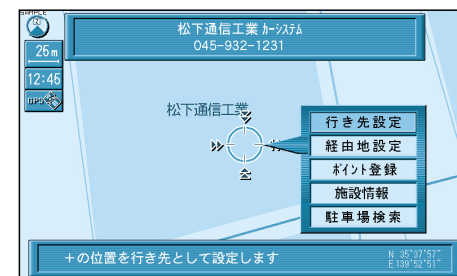 SAMPLE
N
松下通信工業 ｶｰｼｽﾃﾑ
045-932-1231
25m
12:45
GPS
松下通信工業
行き先設定
経由地設定
ﾎﾟｲﾝﾄ登録
施設情報
駐車場検索
+の位置を行き先として設定します
N 35°37'57"
E 139°52'51"